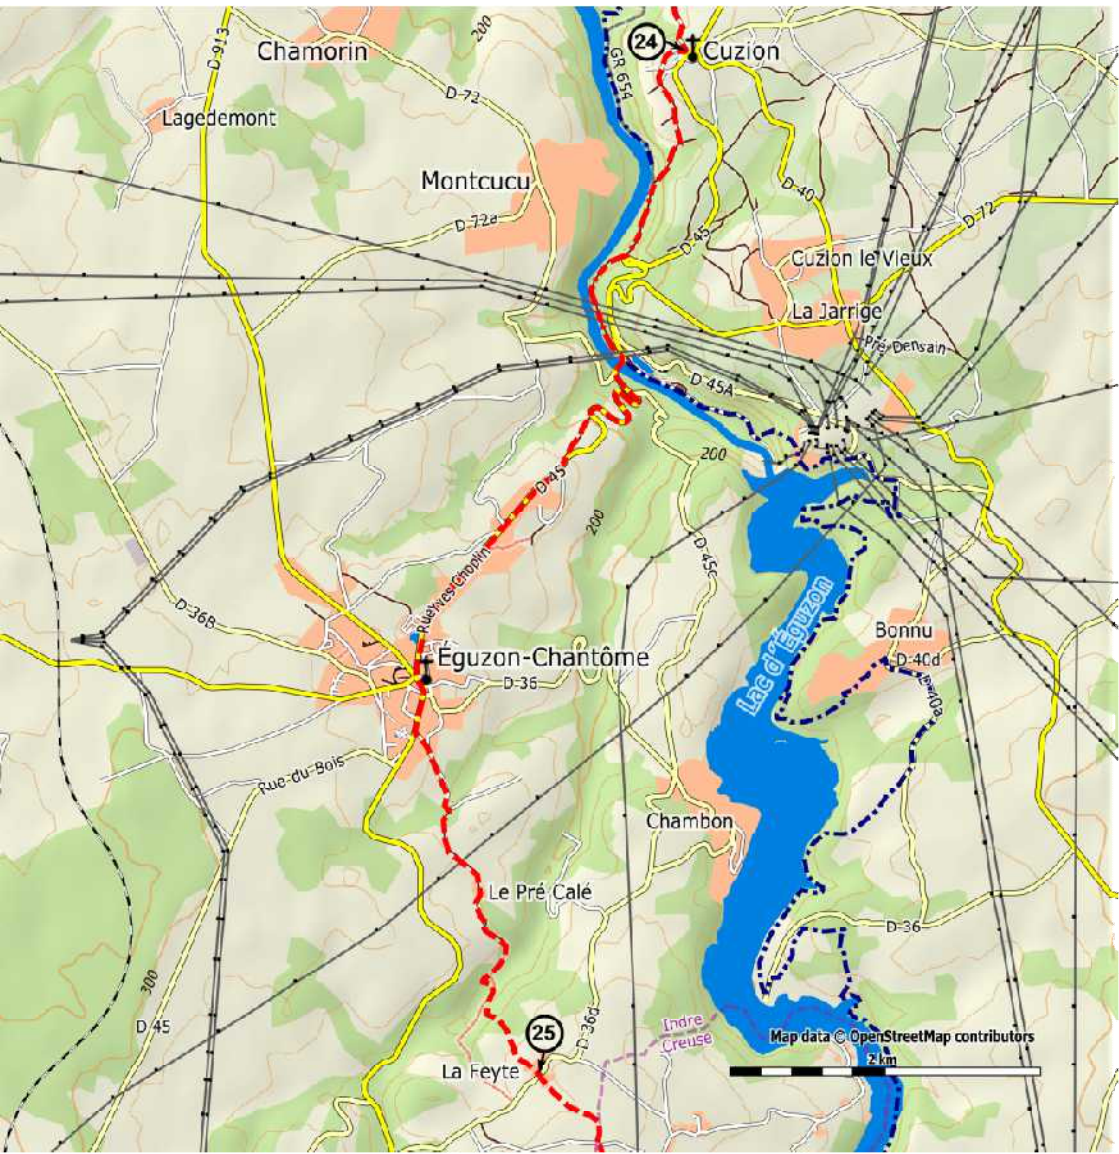 200
D-913
GR 654
24
Cuzion
Chamorin
D 72
Lagedemont
Montcucu
D-40
D 72a
D-72
D-45
Cuzion le Vieux
La Jarrige
Pré Densain
D 45A
200
D-45
200
D-45c
Rue Yves Choplin
D-36B
Lac d'Éguzon
Bonnu
Éguzon-Chantôme
D-40d
D-36
D-40a
Rue du Bois
Chambon
Le Pré Calé
D-36
300
D 45
25
D-36d
Indre
Creuse
Map data © OpenStreetMap contributors
2 km
La Feyte